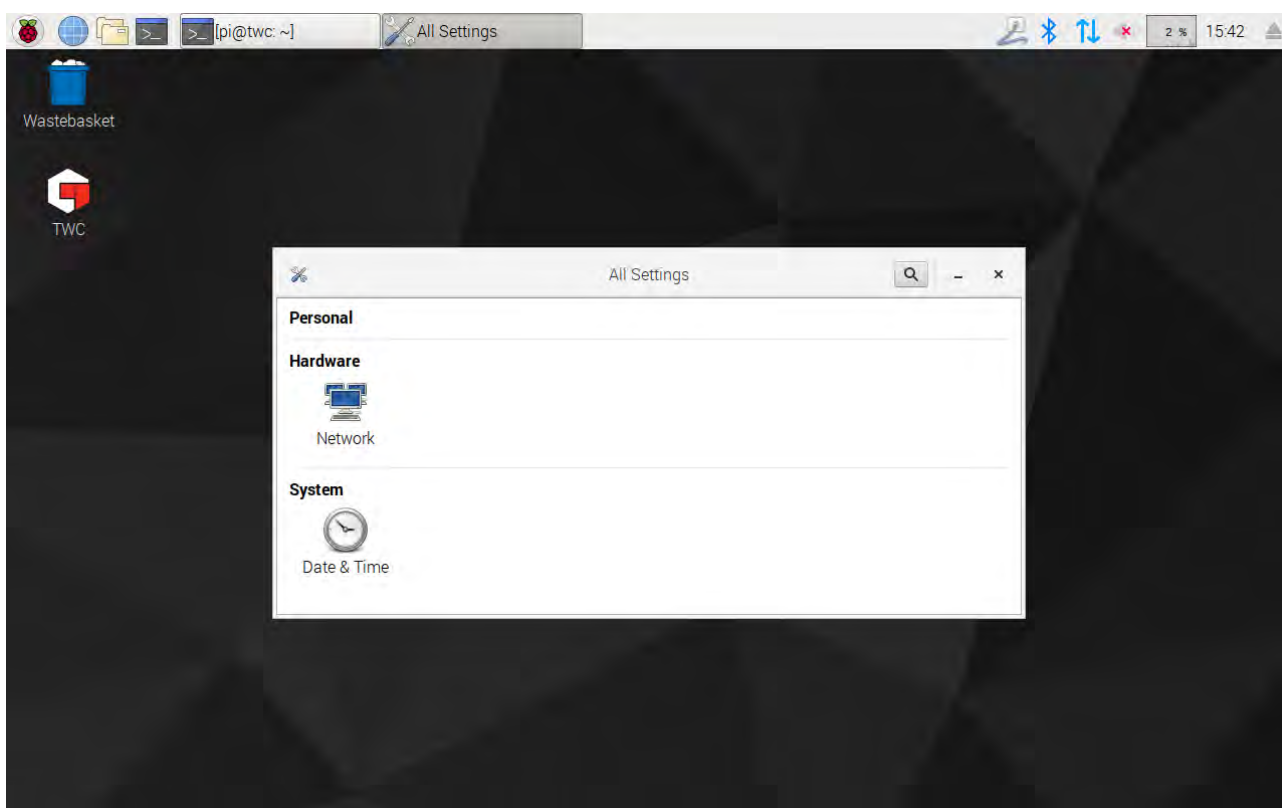 [pi@twc: ~] All Settings 2 % 15:42
Wastebasket
TWC
All Settings
Personal
Hardware
Network
System
Date & Time